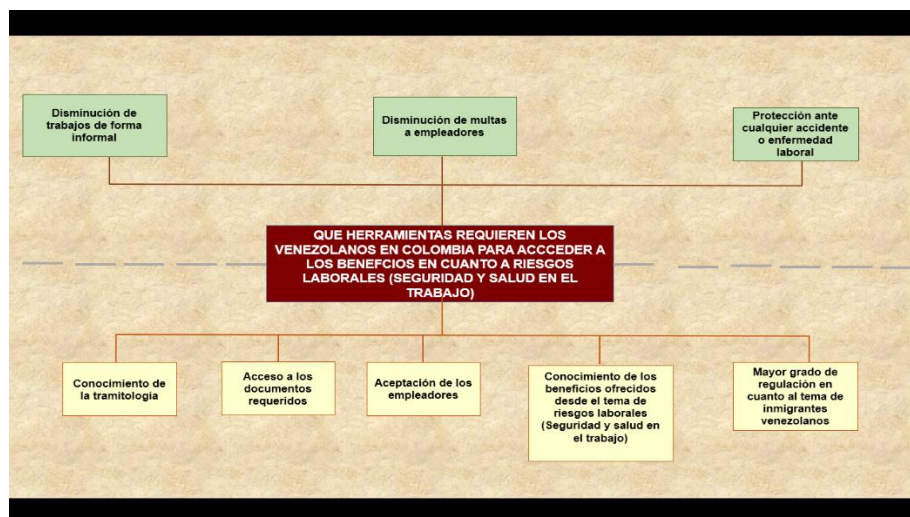 Disminución de
trabajos de forma
informal
Disminución de multas
a empleadores
Protección ante
cualquier accidente
o enfermedad
laboral
QUE HERRAMIENTAS REQUIEREN LOS
VENEZOLANOS EN COLOMBIA PARA ACCCEDER A
LOS BENEFCIOS EN CUANTO A RIESGOS
LABORALES (SEGURIDAD Y SALUD EN EL
TRABAJO)
Conocimiento de
la tramitología
Acceso a los
documentos
requeridos
Aceptación de los
empleadores
Conocimiento de los
beneficios ofrecidos
desde el tema de
riesgos laborales
(Seguridad y salud en
el trabajo)
Mayor grado de
regulación en
cuanto al tema de
inmigrantes
venezolanos